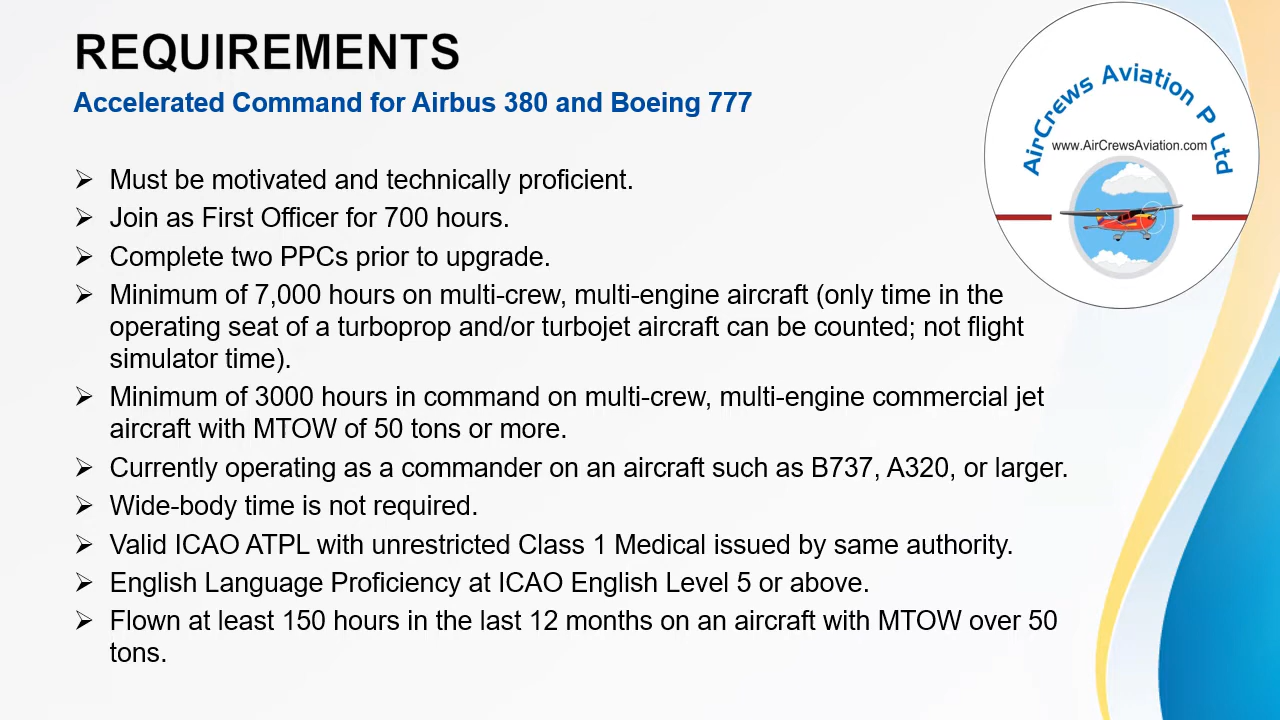 REQUIREMENTS
Accelerated Command for Airbus 380 and Boeing 777
AirCrews Aviation P Ltd
www.AirCrewsAviation.com
➢ Must be motivated and technically proficient.
➢ Join as First Officer for 700 hours.
➢ Complete two PPCs prior to upgrade.
➢ Minimum of 7,000 hours on multi-crew, multi-engine aircraft (only time in the
operating seat of a turboprop and/or turbojet aircraft can be counted; not flight
simulator time).
➢ Minimum of 3000 hours in command on multi-crew, multi-engine commercial jet
aircraft with MTOW of 50 tons or more.
➢ Currently operating as a commander on an aircraft such as B737, A320, or larger.
➢ Wide-body time is not required.
➢ Valid ICAO ATPL with unrestricted Class 1 Medical issued by same authority.
➢ English Language Proficiency at ICAO English Level 5 or above.
➢ Flown at least 150 hours in the last 12 months on an aircraft with MTOW over 50
tons.